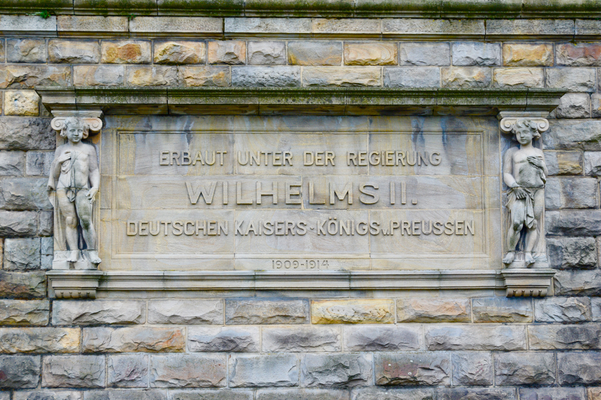 ERBAUT UNTER DER REGIERUNG
WILHELMS II.
DEUTSCHEN KAISERS-KÖNIGS v. PREUSSEN
1909-1914